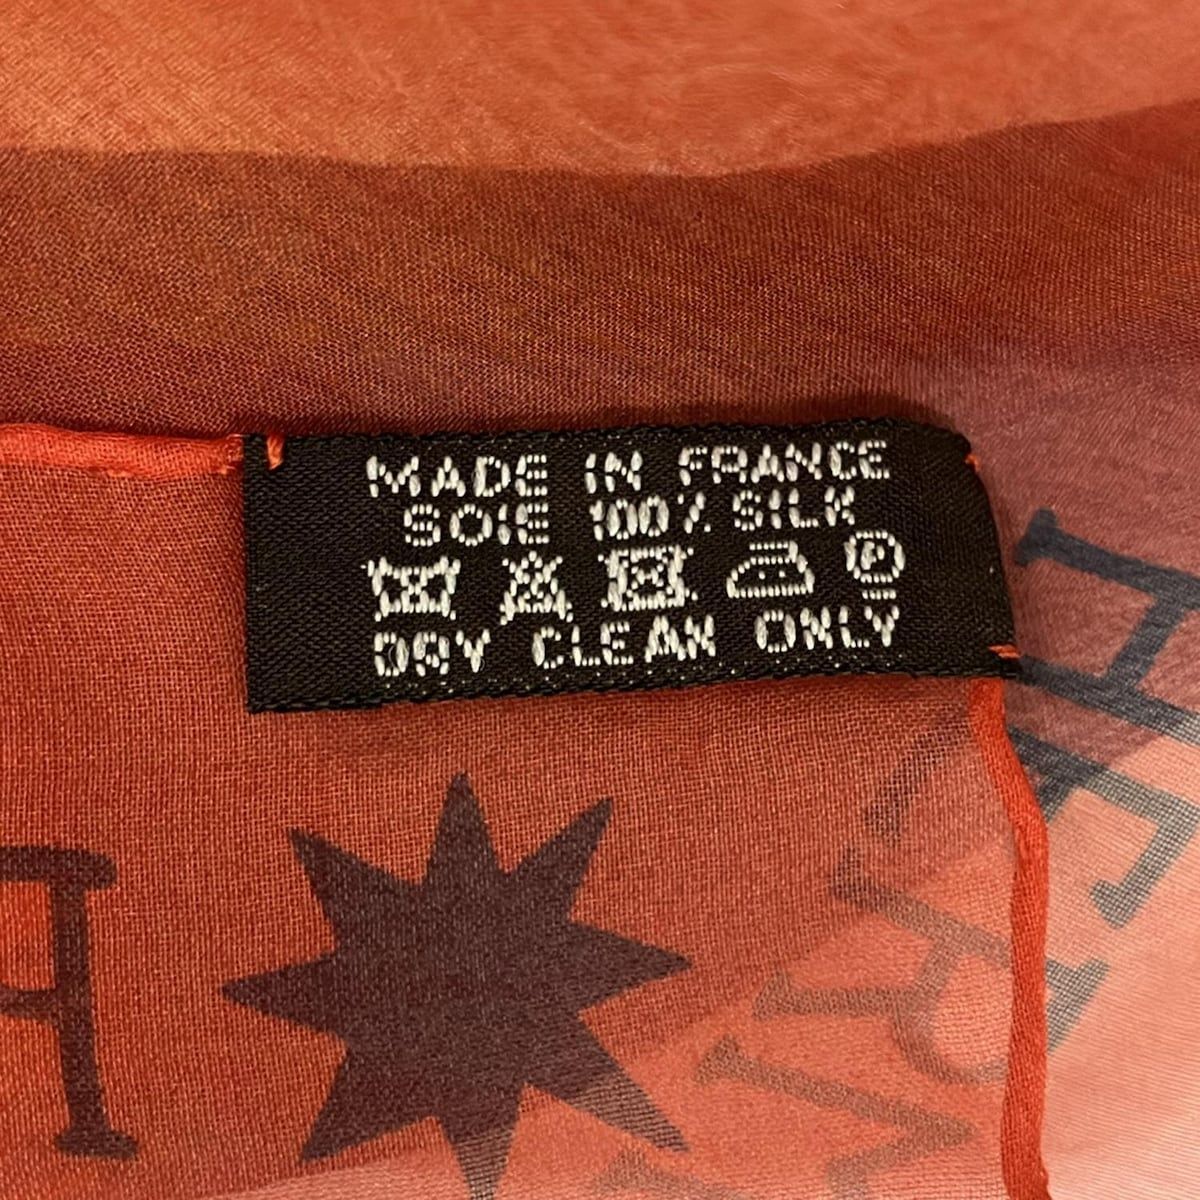 MADE IN FRANCE
SOIE 100% SILK
P
DRY CLEAN ONLY